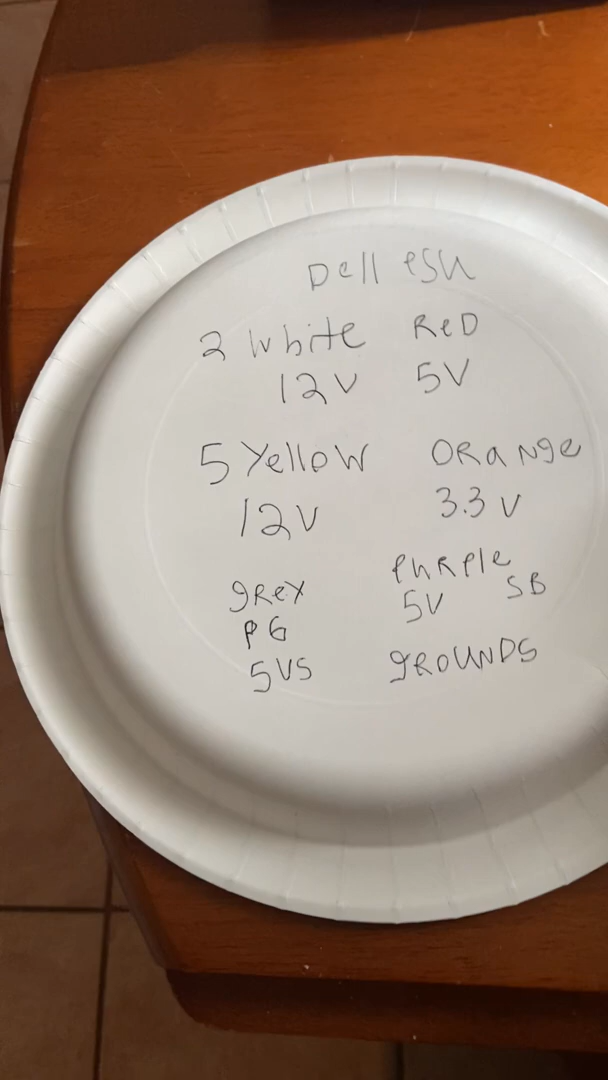 Dell PSU
2 White RED
12V 5V
5 Yellow ORANge
12V 3.3 V
gRey PURPle
PG 5V SB
5VS gROUNDS